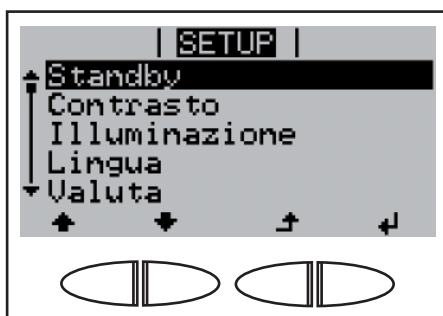 SETUP
Standby
Contrasto
Illuminazione
Lingua
Valuta